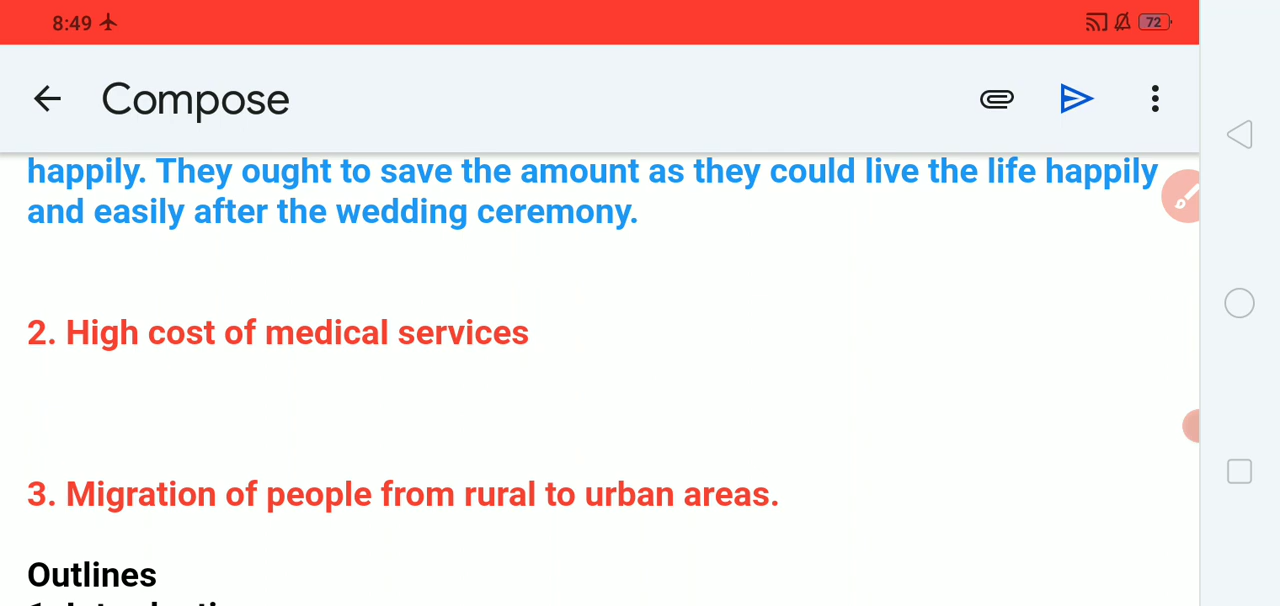 8:49
72
Compose
happily. They ought to save the amount as they could live the life happily
and easily after the wedding ceremony.
2. High cost of medical services
3. Migration of people from rural to urban areas.
Outlines